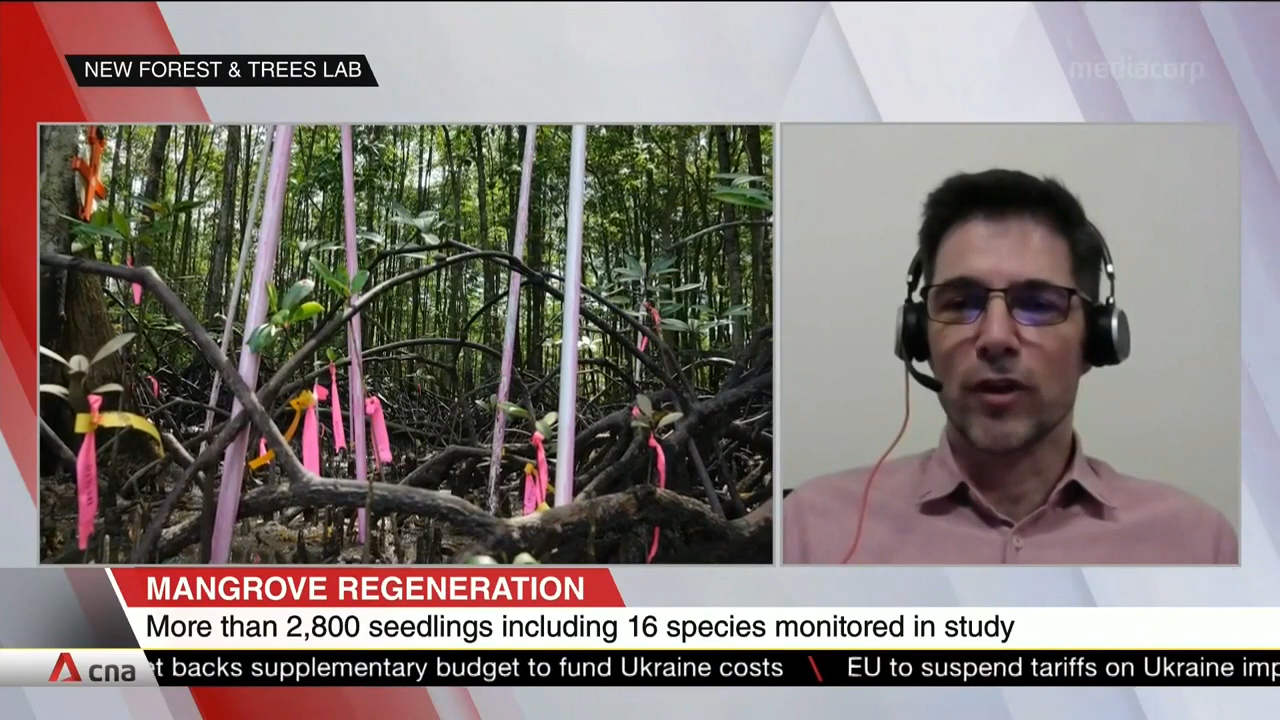 NEW FOREST & TREES LAB
mediacorp
MANGROVE REGENERATION
More than 2,800 seedlings including 16 species monitored in study
cna
backs supplementary budget to fund Ukraine costs \ EU to suspend tariffs on Ukraine